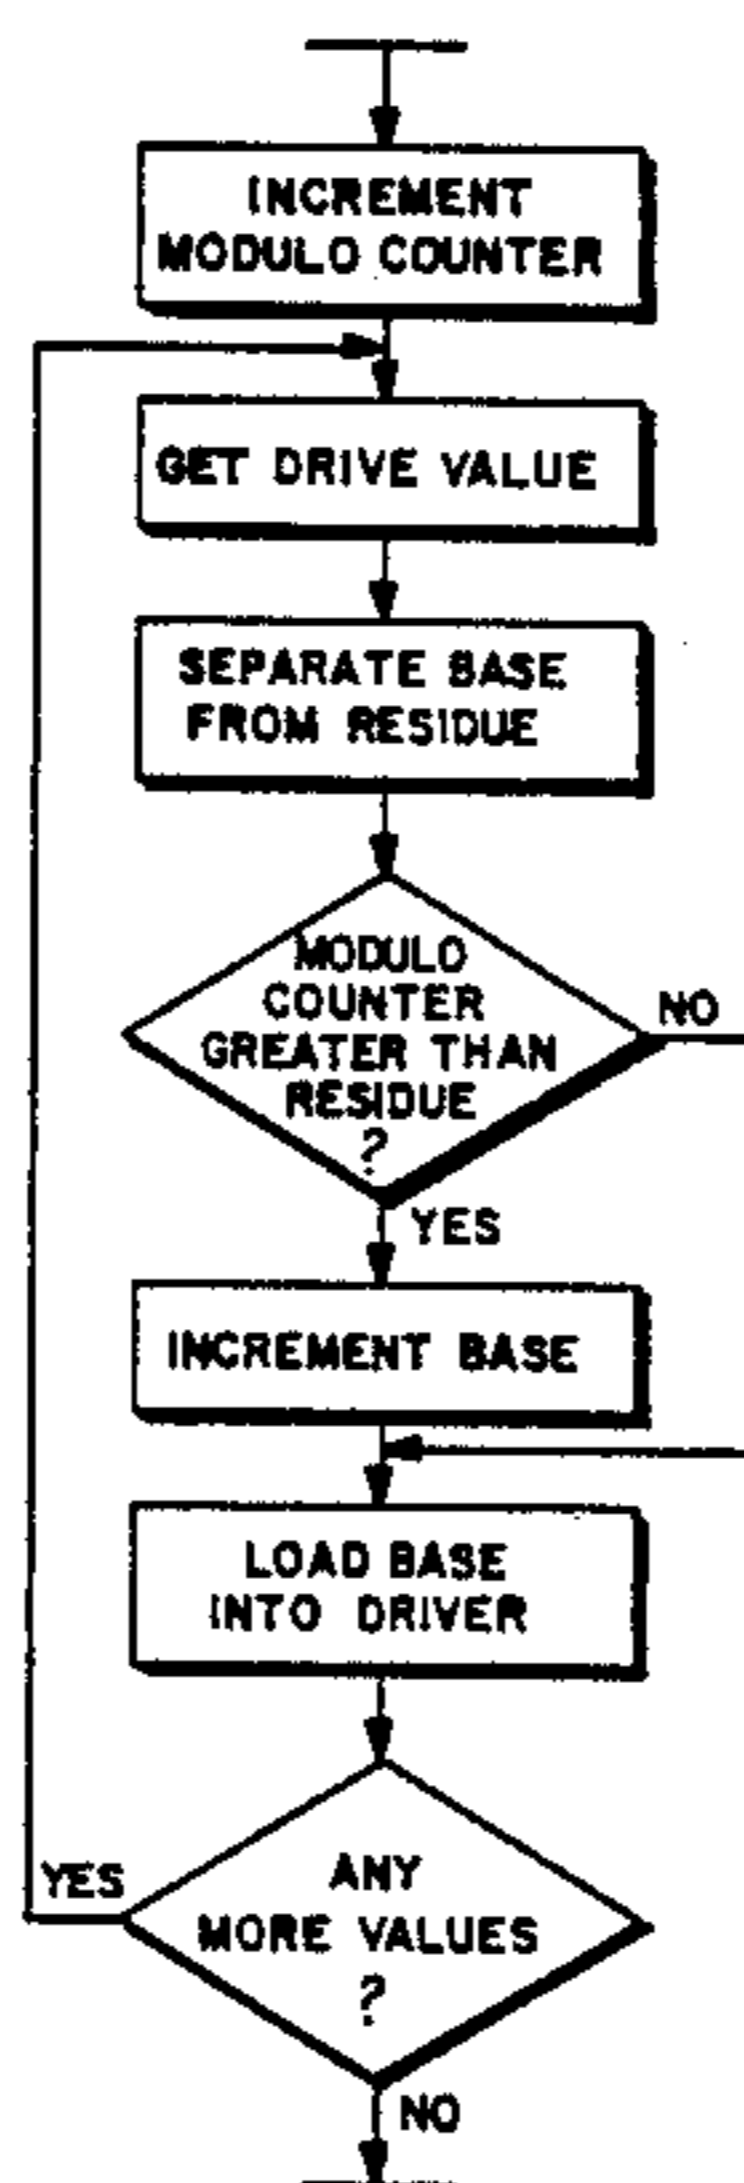 INCREMENT
MODULO COUNTER
GET DRIVE VALUE
SEPARATE BASE
FROM RESIDUE
MODULO
COUNTER
GREATER THAN
RESIDUE
?
NO
YES
INCREMENT BASE
LOAD BASE
INTO DRIVER
YES
ANY
MORE VALUES
?
NO